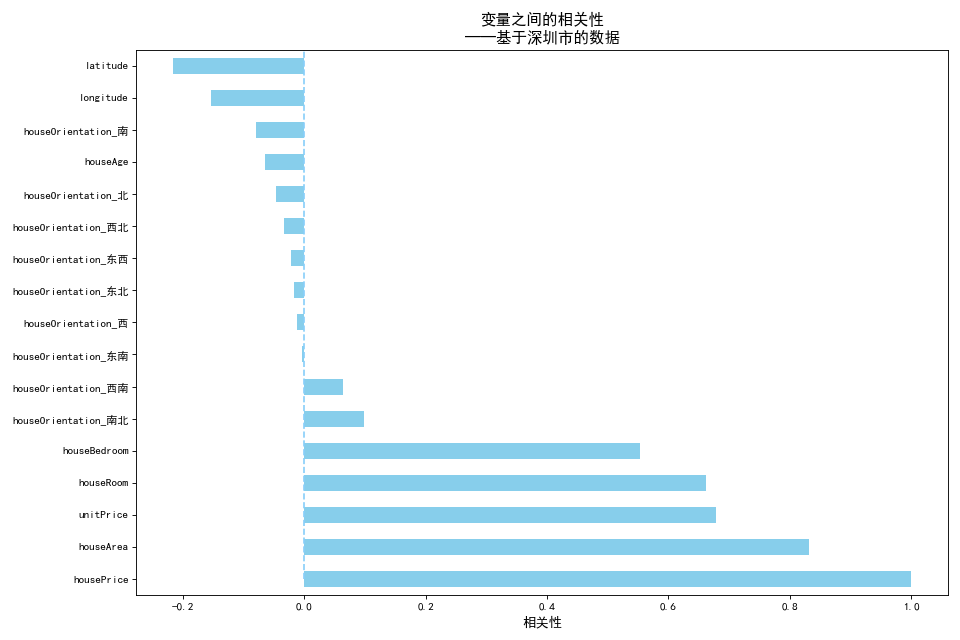 变量之间的相关性
——基于深圳市的数据
latitude
longitude
houseOrientation_南
houseAge
houseOrientation_北
houseOrientation_西北
houseOrientation_东西
houseOrientation_东北
houseOrientation_西
houseOrientation_东南
houseOrientation_西南
houseOrientation_南北
houseBedroom
houseRoom
unitPrice
houseArea
housePrice
-0.2 0.0 0.2 0.4 0.6 0.8 1.0
相关性